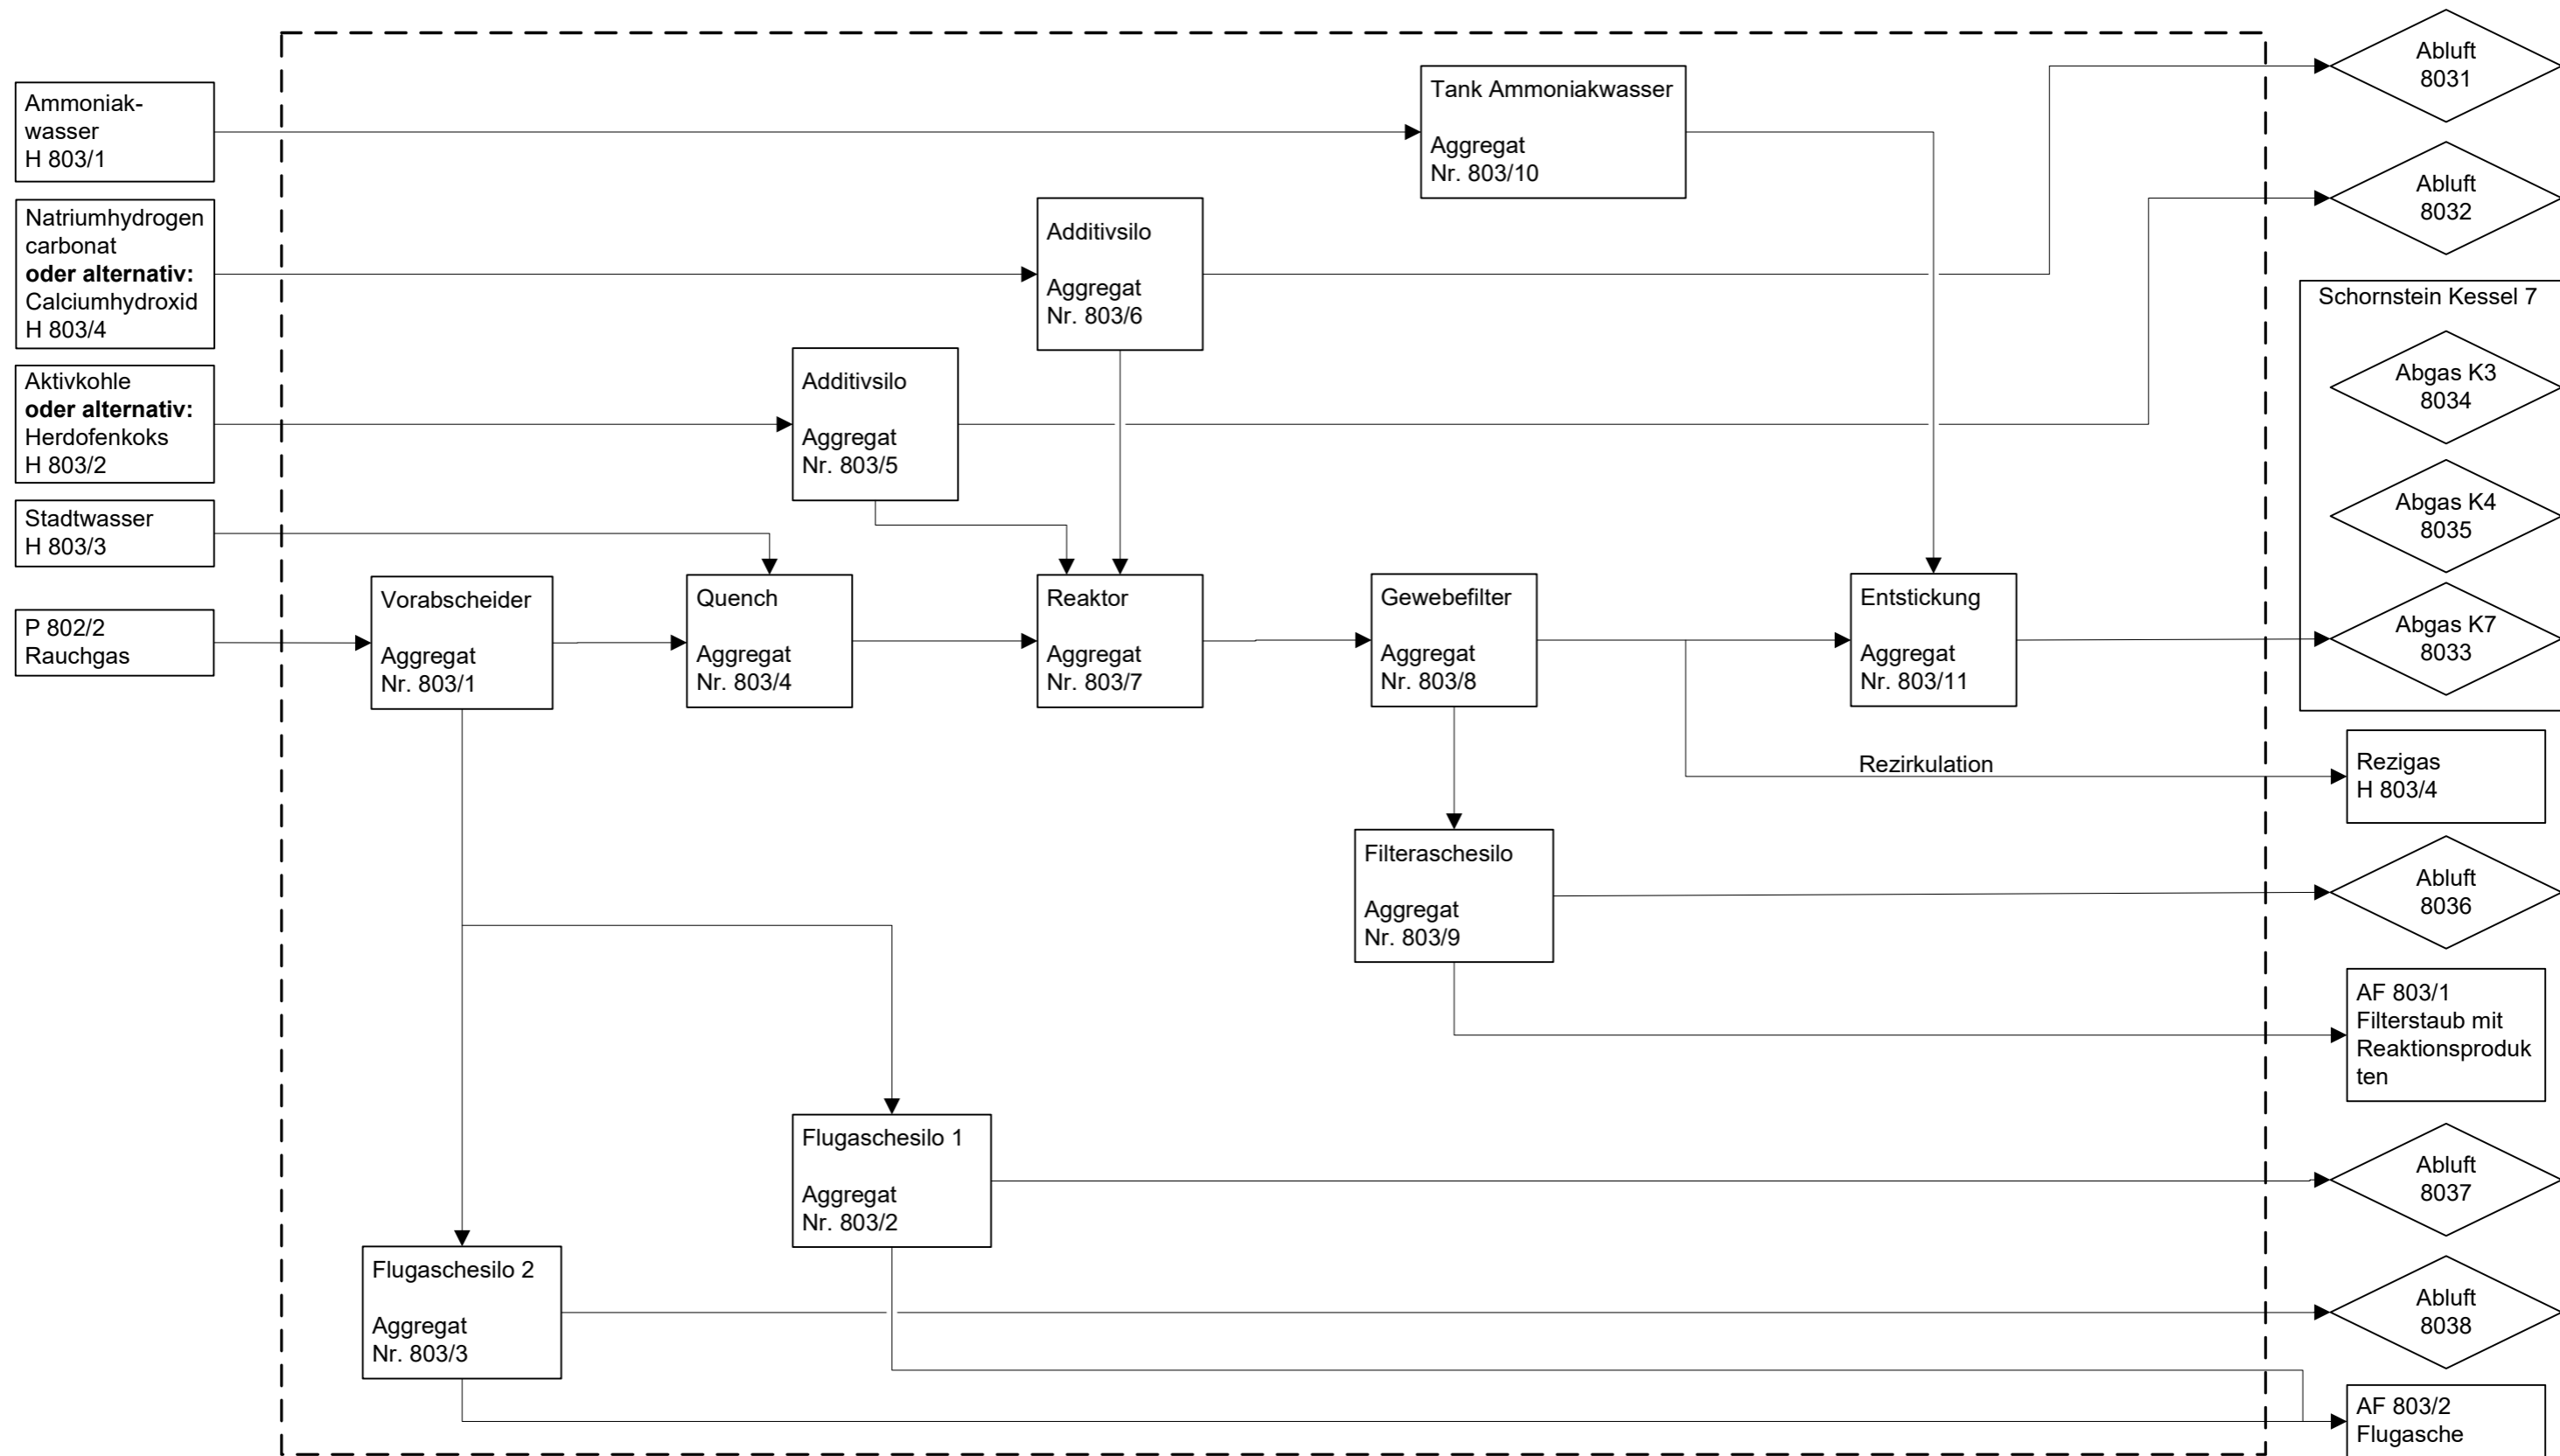 Ammoniak-
wasser
H 803/1
Natriumhydrogen
carbonat
oder alternativ:
Calciumhydroxid
H 803/4
Aktivkohle
oder alternativ:
Herdofenkoks
H 803/2
Stadtwasser
H 803/3
P 802/2
Rauchgas
Tank Ammoniakwasser
Aggregat
Nr. 803/10
Additivsilo
Aggregat
Nr. 803/6
Additivsilo
Aggregat
Nr. 803/5
Vorabscheider
Aggregat
Nr. 803/1
Quench
Aggregat
Nr. 803/4
Reaktor
Aggregat
Nr. 803/7
Gewebefilter
Aggregat
Nr. 803/8
Entstickung
Aggregat
Nr. 803/11
Rezirkulation
Filteraschesilo
Aggregat
Nr. 803/9
Flugaschesilo 1
Aggregat
Nr. 803/2
Flugaschesilo 2
Aggregat
Nr. 803/3
Abluft
8031
Abluft
8032
Schornstein Kessel 7
Abgas K3
8034
Abgas K4
8035
Abgas K7
8033
Rezigas
H 803/4
Abluft
8036
AF 803/1
Filterstaub mit
Reaktionsproduk
ten
Abluft
8037
Abluft
8038
AF 803/2
Flugasche